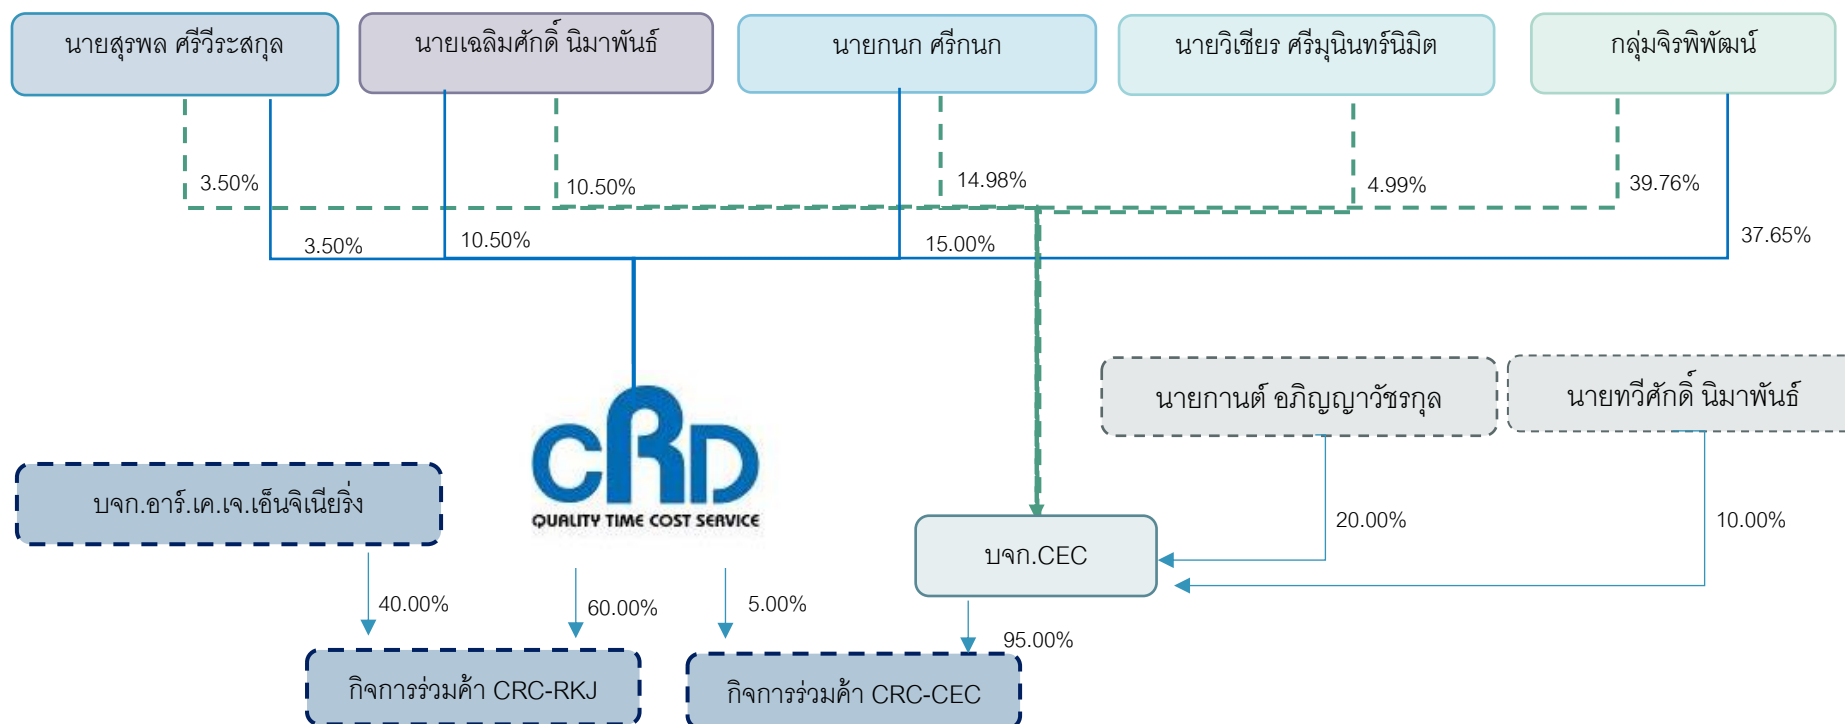 นายสุรพล ศรีวีระสกุล
นายเฉลิมศักดิ์ นิมาพันธ์
นายกนก ศรีกนก
นายวิเชียร ศรีมุนินทร์นิมิต
กลุ่มจิรพิพัฒน์
3.50%
10.50%
14.98%
4.99%
39.76%
3.50%
10.50%
15.00%
37.65%
นายกานต์ อภิญญาวัชรกุล
นายทวีศักดิ์ นิมาพันธ์
CRD
QUALITY TIME COST SERVICE
บจก.อาร์.เค.เจ.เอ็นจิเนียริ่ง
20.00%
10.00%
บจก.CEC
40.00%
60.00%
5.00%
95.00%
กิจการร่วมค้า CRC-RKJ
กิจการร่วมค้า CRC-CEC